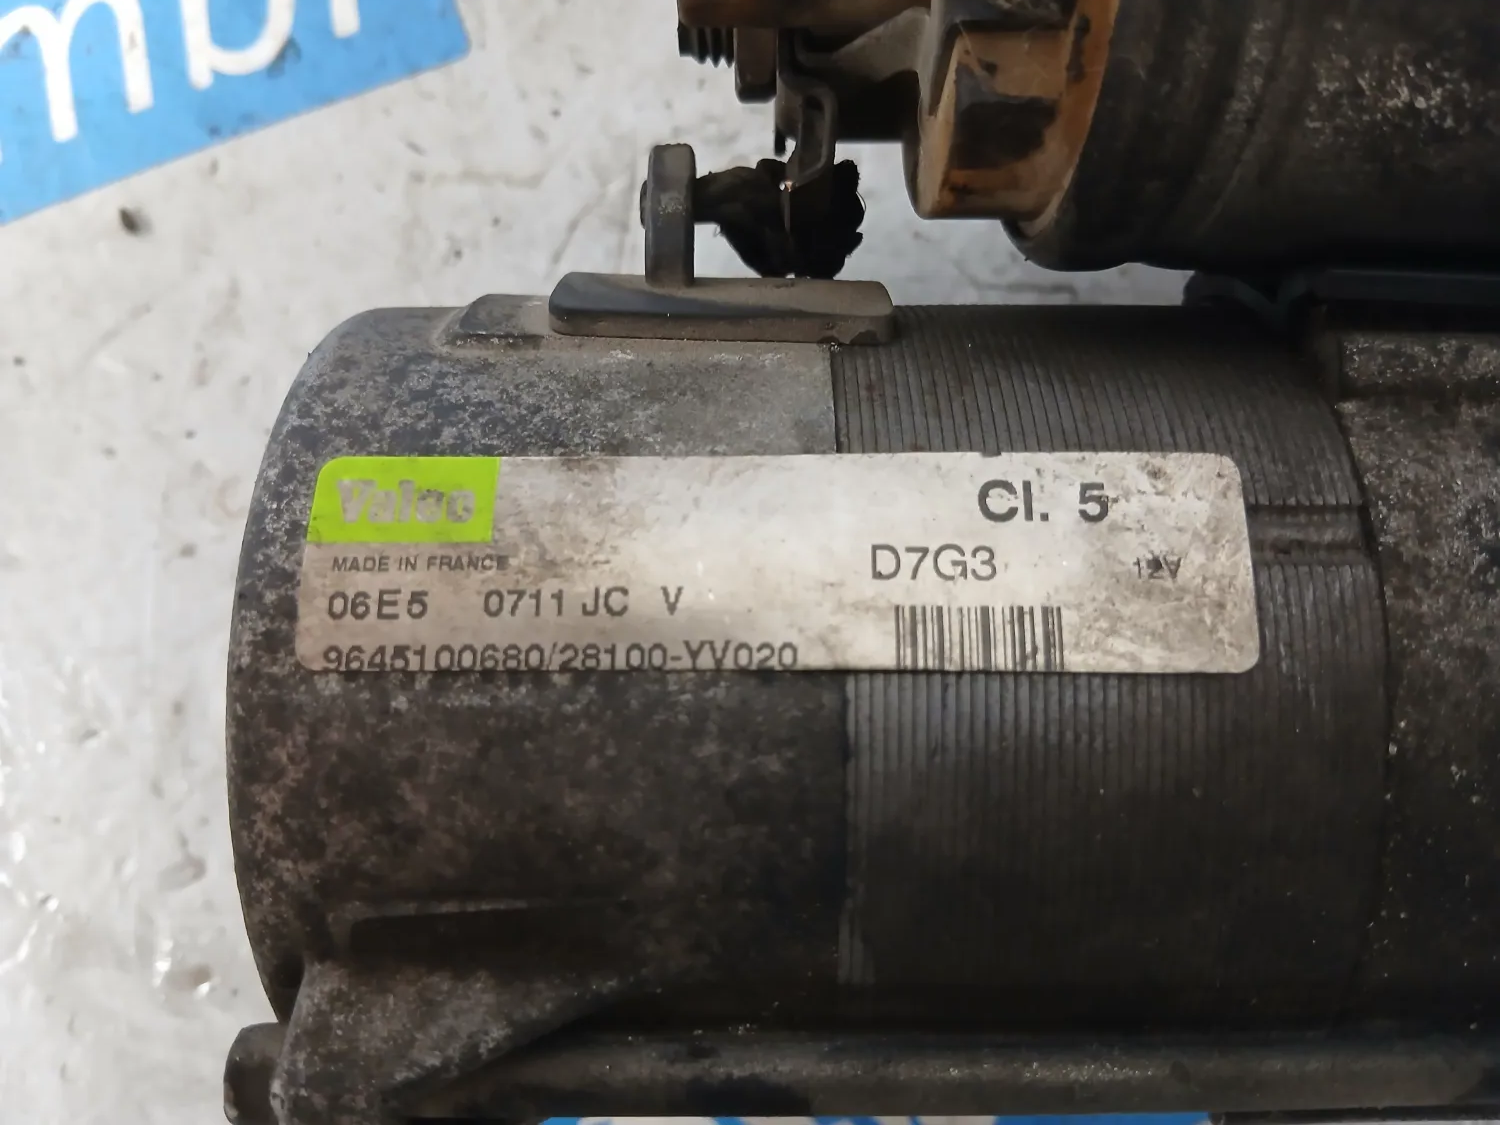 Valeo
Cl. 5
MADE IN FRANCE
D7G3 12V
06E5 0711 JC V
9645100680/28100-YV020